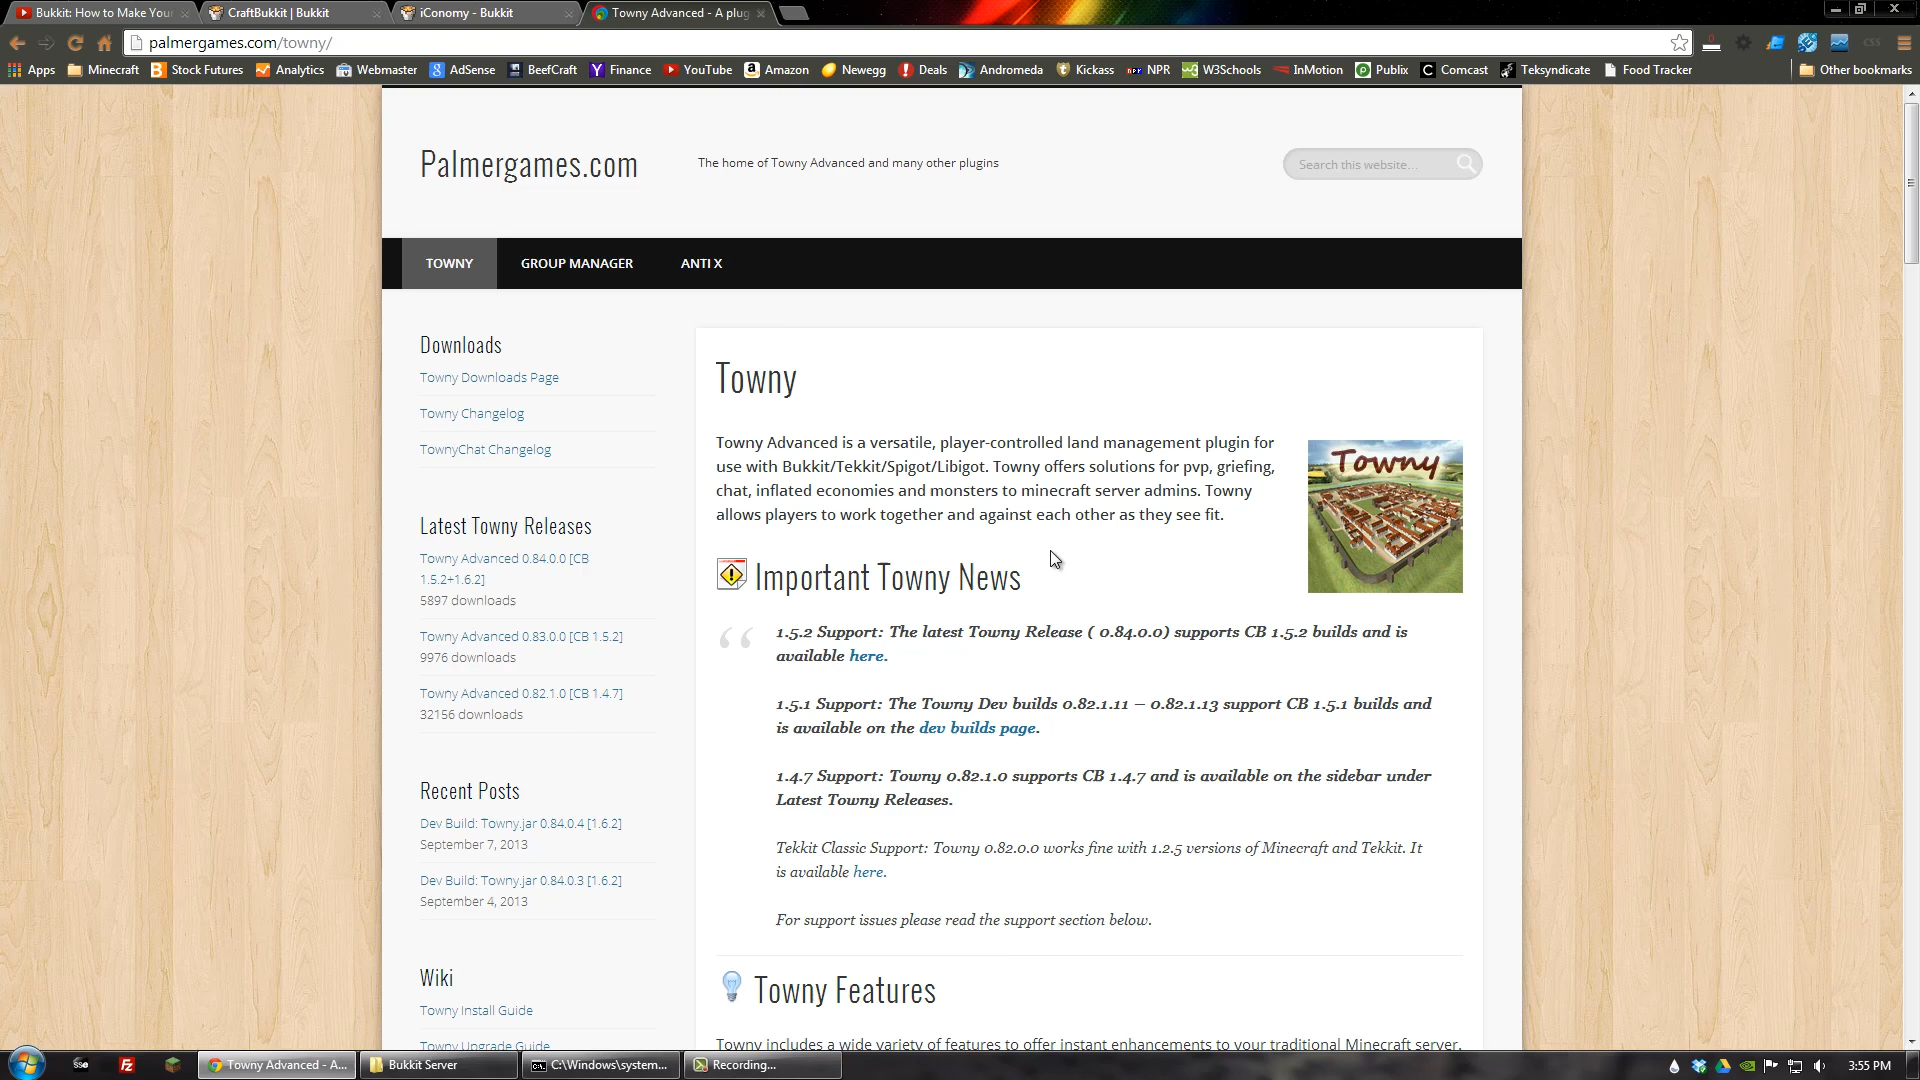 Bukkit: How to Make Your
CraftBukkit | Bukkit
iConomy - Bukkit
Towny Advanced - A plug
palmergames.com/towny/
CSS
Apps
Minecraft
Stock Futures
Analytics
Webmaster
AdSense
BeefCraft
Finance
YouTube
Amazon
Newegg
Deals
Andromeda
Kickass
NPR
W3Schools
InMotion
Publix
Comcast
Teksyndicate
Food Tracker
Other bookmarks
Palmergames.com
The home of Towny Advanced and many other plugins
Search this website...
TOWNY
GROUP MANAGER
ANTI X
Downloads
Towny Downloads Page
Towny Changelog
TownyChat Changelog
Latest Towny Releases
Towny Advanced 0.84.0.0 [CB
1.5.2+1.6.2]
5897 downloads
Towny Advanced 0.83.0.0 [CB 1.5.2]
9976 downloads
Towny Advanced 0.82.1.0 [CB 1.4.7]
32156 downloads
Recent Posts
Dev Build: Towny.jar 0.84.0.4 [1.6.2]
September 7, 2013
Dev Build: Towny.jar 0.84.0.3 [1.6.2]
September 4, 2013
Wiki
Towny Install Guide
Towny Upgrade Guide
Towny
Towny Advanced is a versatile, player-controlled land management plugin for
use with Bukkit/Tekkit/Spigot/Libigot. Towny offers solutions for pvp, griefing,
chat, inflated economies and monsters to minecraft server admins. Towny
allows players to work together and against each other as they see fit.
Towny
Important Towny News
1.5.2 Support: The latest Towny Release ( 0.84.0.0) supports CB 1.5.2 builds and is
available here.
1.5.1 Support: The Towny Dev builds 0.82.1.11 – 0.82.1.13 support CB 1.5.1 builds and
is available on the dev builds page.
1.4.7 Support: Towny 0.82.1.0 supports CB 1.4.7 and is available on the sidebar under
Latest Towny Releases.
Tekkit Classic Support: Towny 0.82.0.0 works fine with 1.2.5 versions of Minecraft and Tekkit. It
is available here.
For support issues please read the support section below.
Towny Features
Towny includes a wide variety of features to offer instant enhancements to your traditional Minecraft server.
Towny Advanced - A...
Bukkit Server
C:\Windows\system...
Recording...
3:55 PM